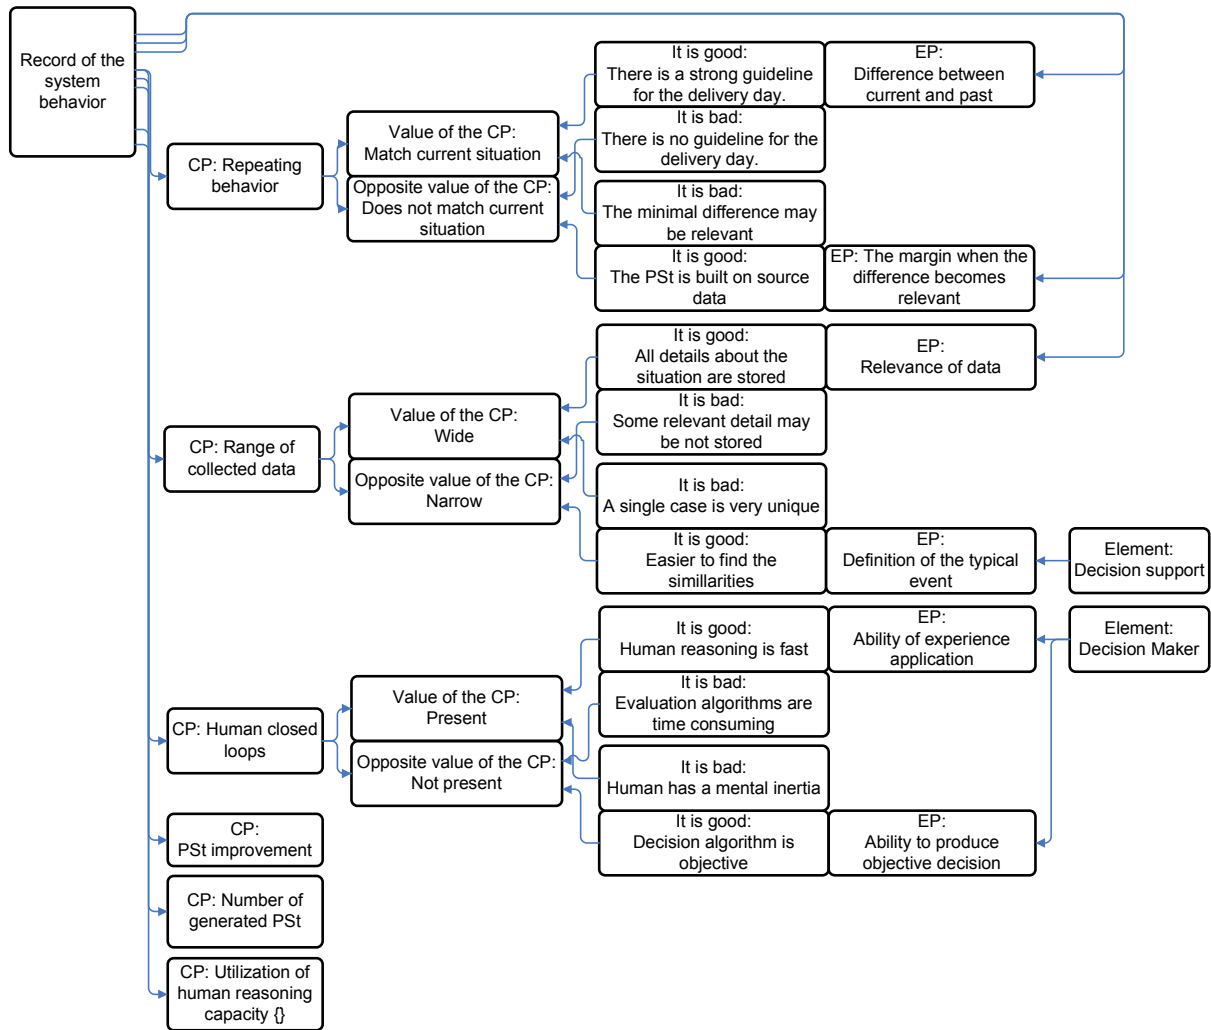 Record of the
system
behavior
CP: Repeating
behavior
Value of the CP:
Match current situation
Opposite value of the CP:
Does not match current
situation
It is good:
There is a strong guideline
for the delivery day.
EP:
Difference between
current and past
It is bad:
There is no guideline for the
delivery day.
It is bad:
The minimal difference may
be relevant
It is good:
The PSt is built on source
data
EP: The margin when the
difference becomes
relevant
CP: Range of
collected data
Value of the CP:
Wide
Opposite value of the CP:
Narrow
It is good:
All details about the
situation are stored
EP:
Relevance of data
It is bad:
Some relevant detail may
be not stored
It is bad:
A single case is very unique
It is good:
Easier to find the
simillarities
EP:
Definition of the typical
event
Element:
Decision support
CP: Human closed
loops
Value of the CP:
Present
Opposite value of the CP:
Not present
It is good:
Human reasoning is fast
EP:
Ability of experience
application
Element:
Decision Maker
It is bad:
Evaluation algorithms are
time consuming
It is bad:
Human has a mental inertia
It is good:
Decision algorithm is
objective
EP:
Ability to produce
objective decision
CP:
PSt improvement
CP: Number of
generated PSt
CP: Utilization of
human reasoning
capacity {}